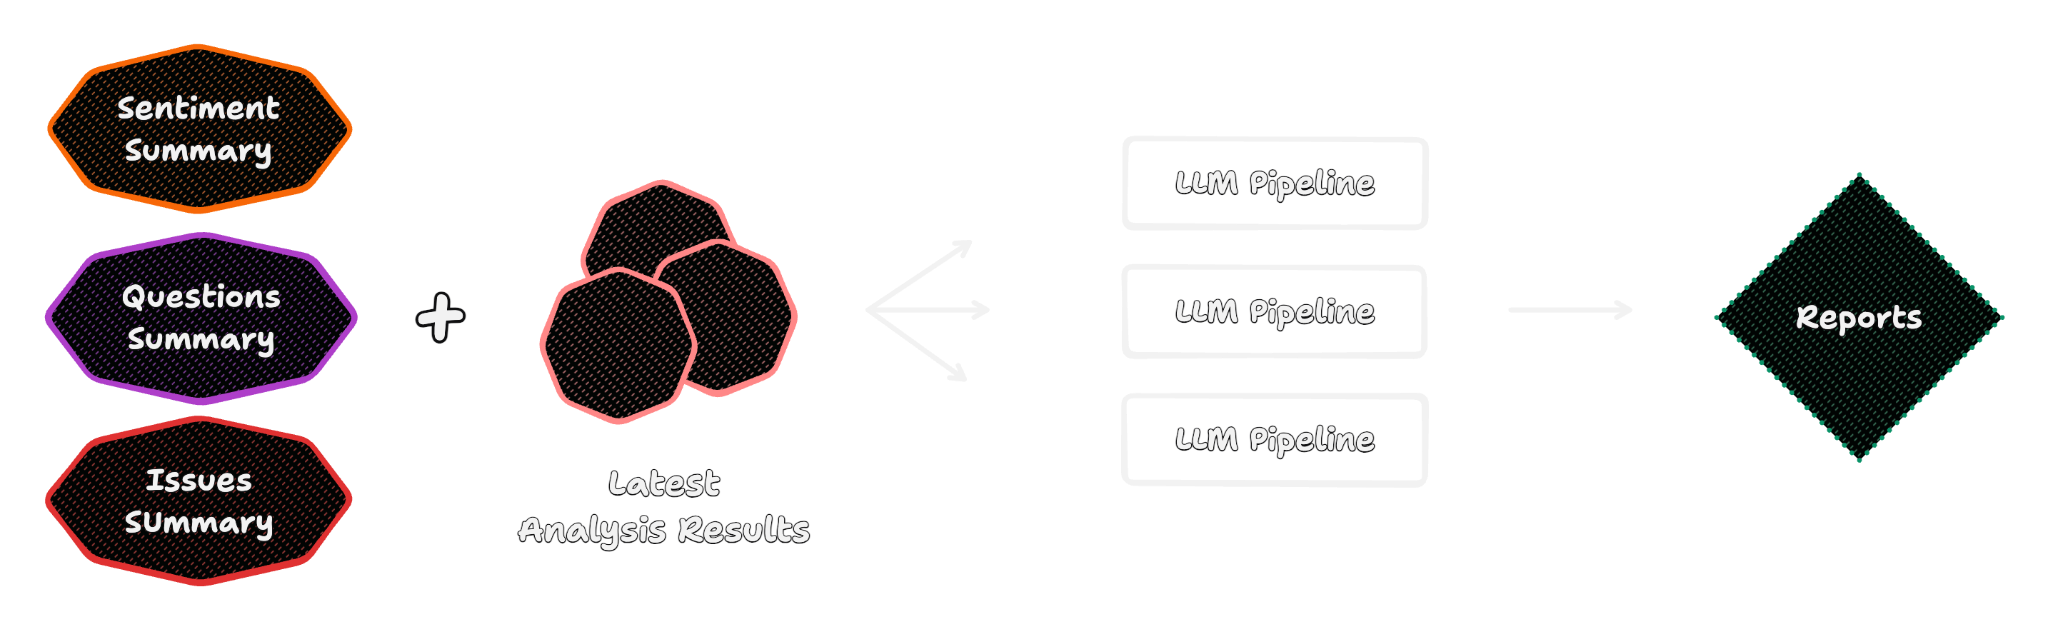 Sentiment
Summary
Questions
Summary
Issues
SUmmary
Latest
Analysis Results
LLM Pipeline
LLM Pipeline
LLM Pipeline
Reports